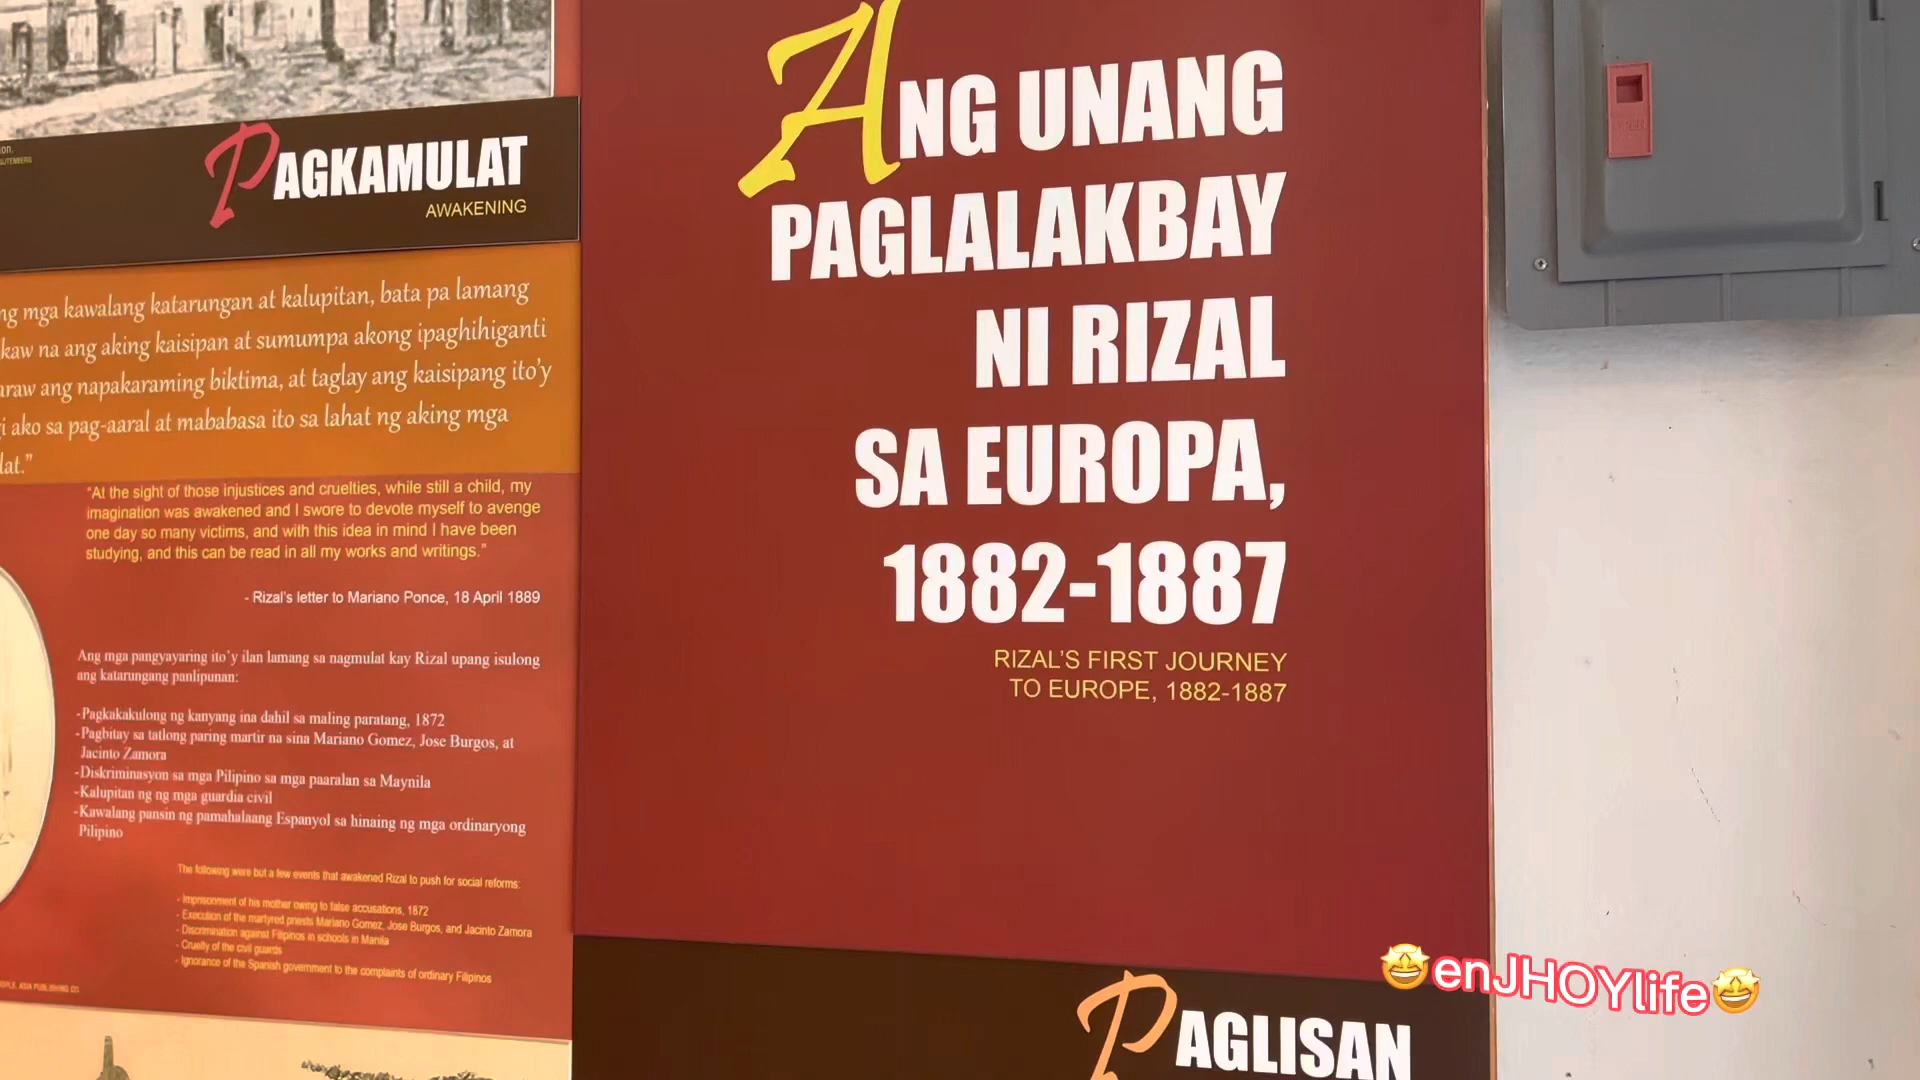 PAGKAMULAT
AWAKENING
mga kawalang katarungan at kalupitan, bata pa lamang
na ang aking kaisipan at sumumpa akong ipaghihiganti
ang napakaraming biktima, at taglay ang kaisipang ito'y
ako sa pag-aaral at mababasa ito sa lahat ng aking mga
"At the sight of those injustices and cruelties, while still a child, my
imagination was awakened and I swore to devote myself to avenge
one day so many victims, and with this idea in mind I have been
studying, and this can be read in all my works and writings."
- Rizal's letter to Mariano Ponce, 18 April 1889
Ang mga pangyayaring ito'y ilan lamang sa nagmulat kay Rizal upang isulong
ang katarungang panlipunan:
-Pagkakakulong ng kanyang ina dahil sa maling paratang, 1872
-Pagbitay sa tatlong paring martir na sina Mariano Gomez, Jose Burgos, at
Jacinto Zamora
-Diskriminasyon sa mga Pilipino sa mga paaralan sa Maynila
-Kalupitan ng ng mga guardia civil
-Kawalang pansin ng pamahalaang Espanyol sa hinaing ng mga ordinaryong
Pilipino
The following were but a few events that awakened Rizal to push for social reforms:
- Imprisonment of his mother owing to false accusations, 1872
- Execution of the martyred priests Mariano Gomez, Jose Burgos, and Jacinto Zamora
- Discrimination against Filipinos in schools in Manila
- Cruelty of the civil guards
- Ignorance of the Spanish government to the complaints of ordinary Filipinos
ASIA PUBLISHING CO.
ANG UNANG
PAGLALAKBAY
NI RIZAL
SA EUROPA,
1882-1887
RIZAL'S FIRST JOURNEY
TO EUROPE, 1882-1887
PAGLISAN
🤩enJHOYlife🤩